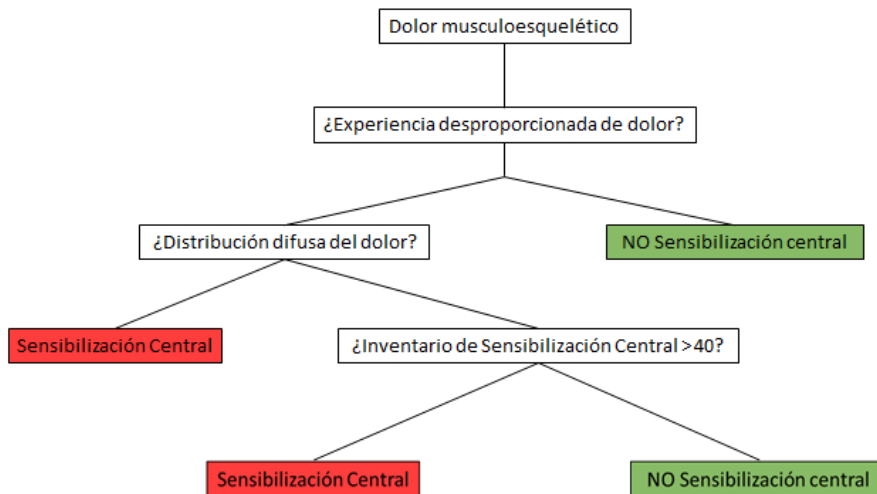 Dolor musculoesquelético
¿Experiencia desproporcionada de dolor?
¿Distribución difusa del dolor?
NO Sensibilización central
Sensibilización Central
¿Inventario de Sensibilización Central >40?
Sensibilización Central
NO Sensibilización central